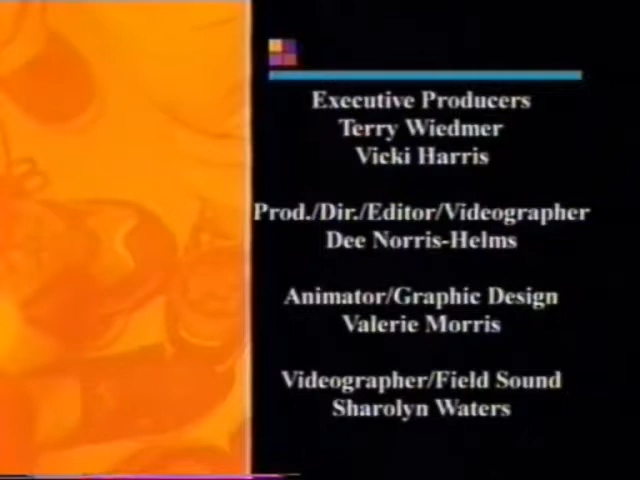 Executive Producers
Terry Wiedmer
Vicki Harris
Prod./Dir./Editor/Videographer
Dee Norris-Helms
Animator/Graphic Design
Valerie Morris
Videographer/Field Sound
Sharolyn Waters